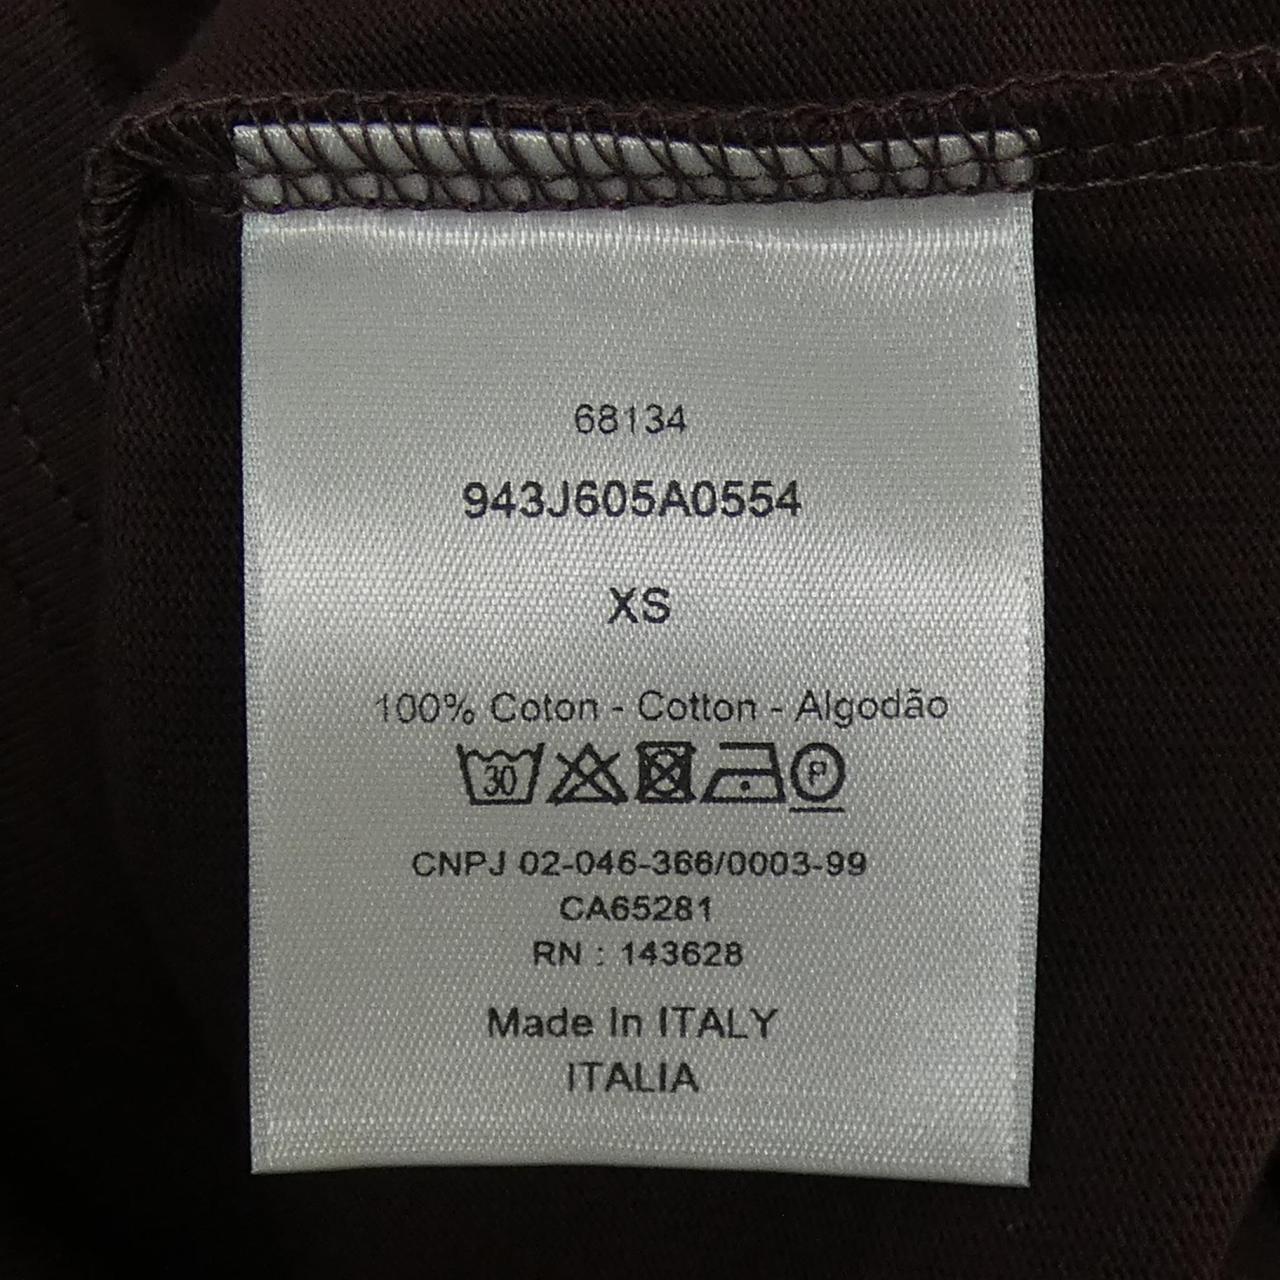 68134
943J605A0554
XS
100% Coton - Cotton - Algodão
30 P
CNPJ 02-046-366/0003-99
CA65281
RN : 143628
Made In ITALY
ITALIA